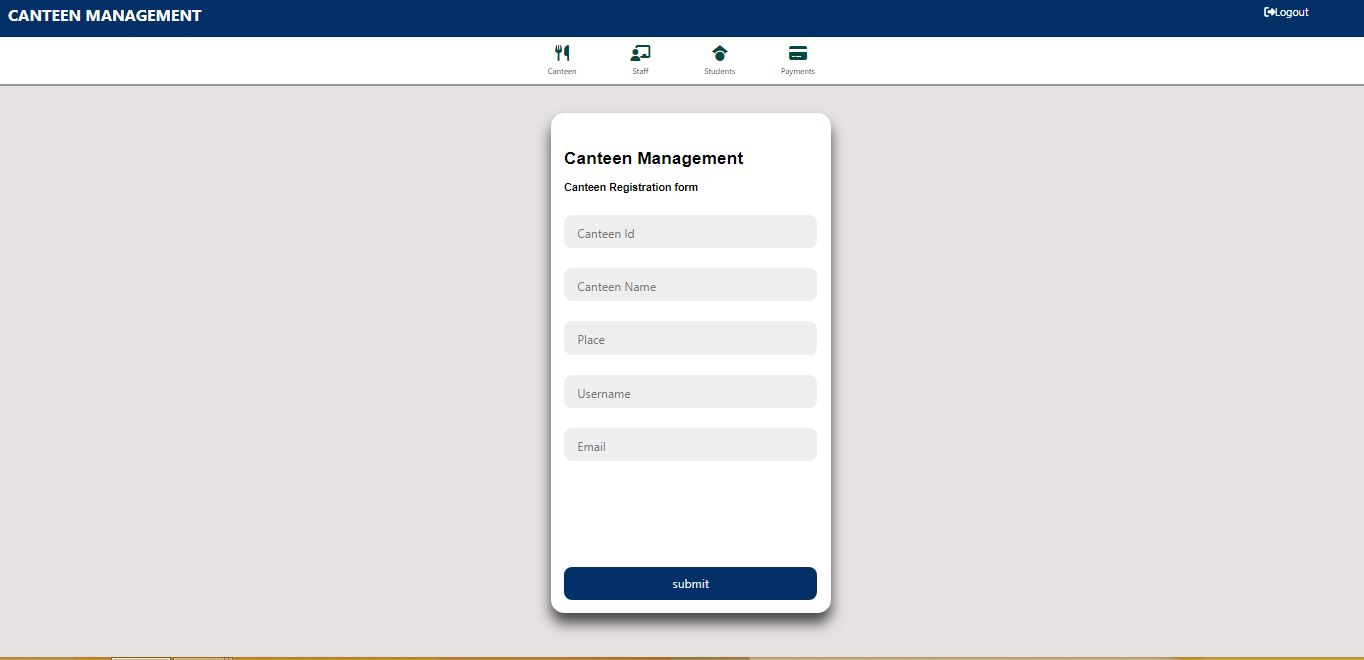 CANTEEN MANAGEMENT
Logout
Canteen
Staff
Students
Payments
Canteen Management
Canteen Registration form
Canteen Id
Canteen Name
Place
Username
Email
submit